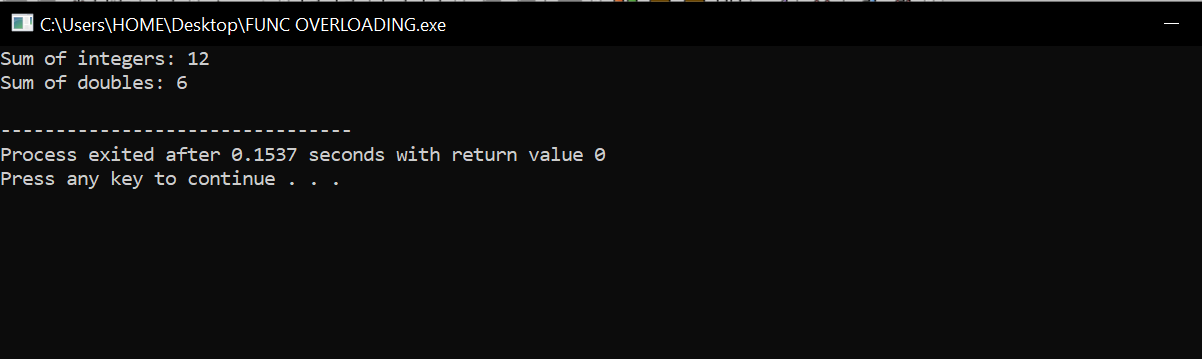 C:\Users\HOME\Desktop\FUNC OVERLOADING.exe
Sum of integers: 12
Sum of doubles: 6
--------------------------------
Process exited after 0.1537 seconds with return value 0
Press any key to continue . . .